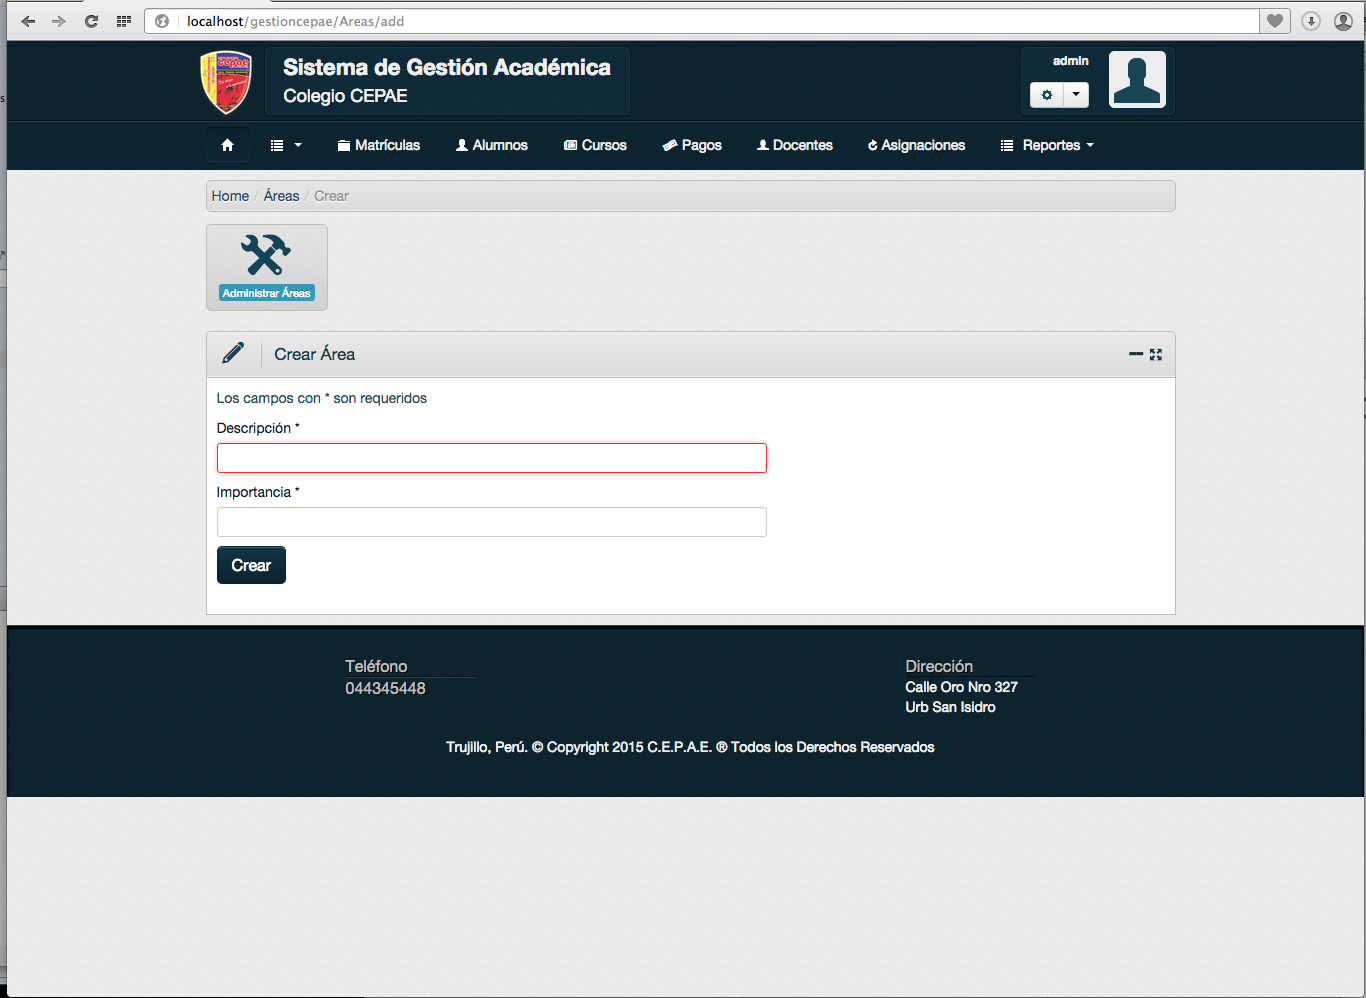 localhost/gestioncepae/Areas/add
cepae
Sistema de Gestión Académica
Colegio CEPAE
admin
Matrículas Alumnos Cursos Pagos Docentes Asignaciones Reportes
Home / Áreas / Crear
Administrar Áreas
Crear Área
Los campos con * son requeridos
Descripción *
Importancia *
Crear
Teléfono
044345448
Dirección
Calle Oro Nro 327
Urb San Isidro
Trujillo, Perú. © Copyright 2015 C.E.P.A.E. ® Todos los Derechos Reservados